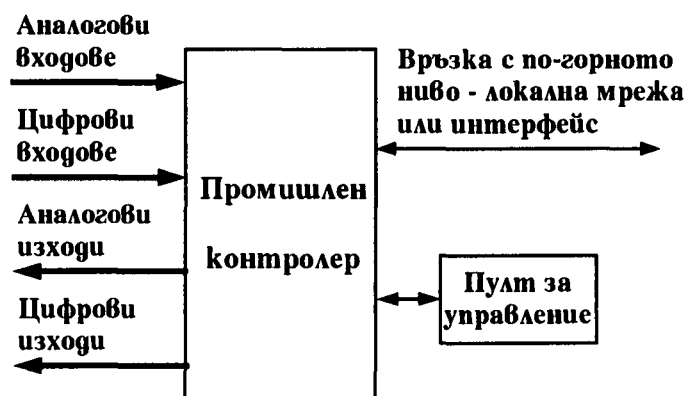 Аналогови
входове
Цифрови
входове
Аналогови
изходи
Цифрови
изходи
Промишлен
контролер
Връзка с по-горното
ниво - локална мрежа
или интерфейс
Пулт за
управление